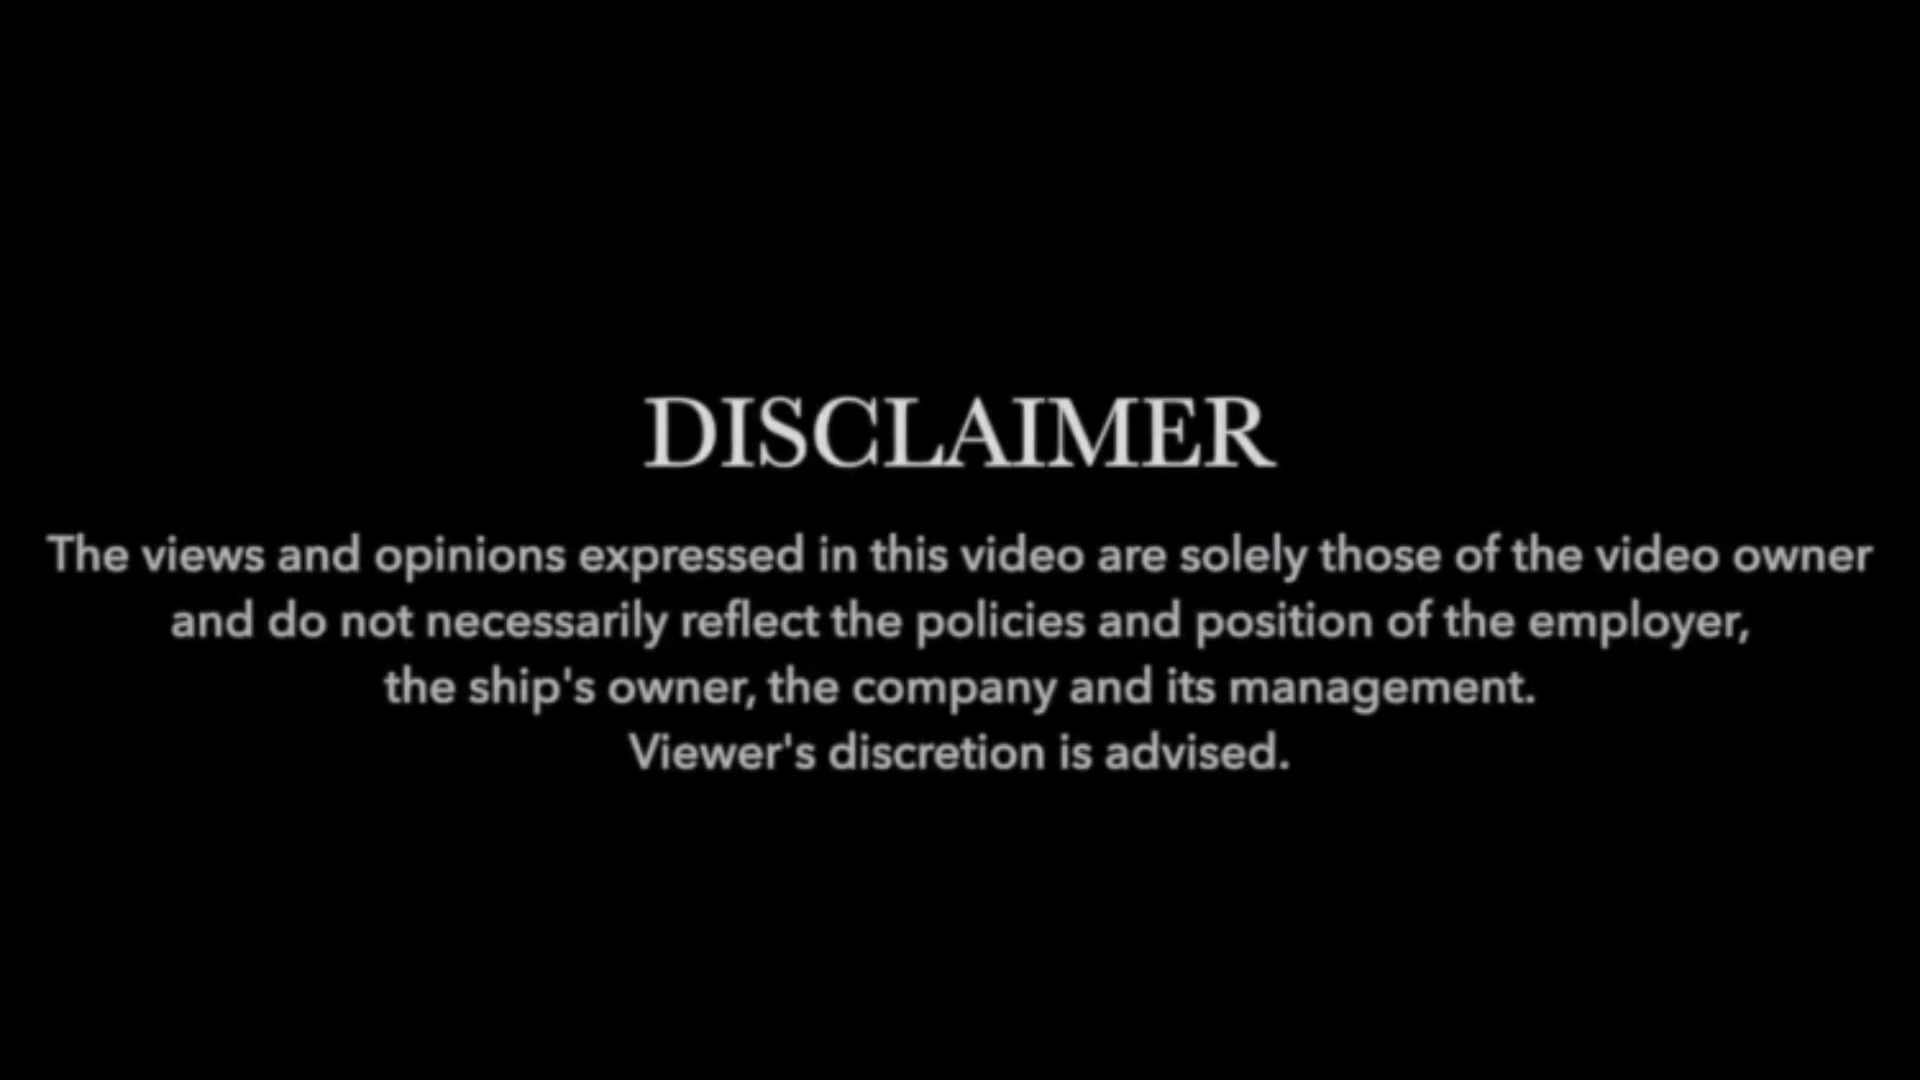 DISCLAIMER
The views and opinions expressed in this video are solely those of the video owner
and do not necessarily reflect the policies and position of the employer,
the ship's owner, the company and its management.
Viewer's discretion is advised.